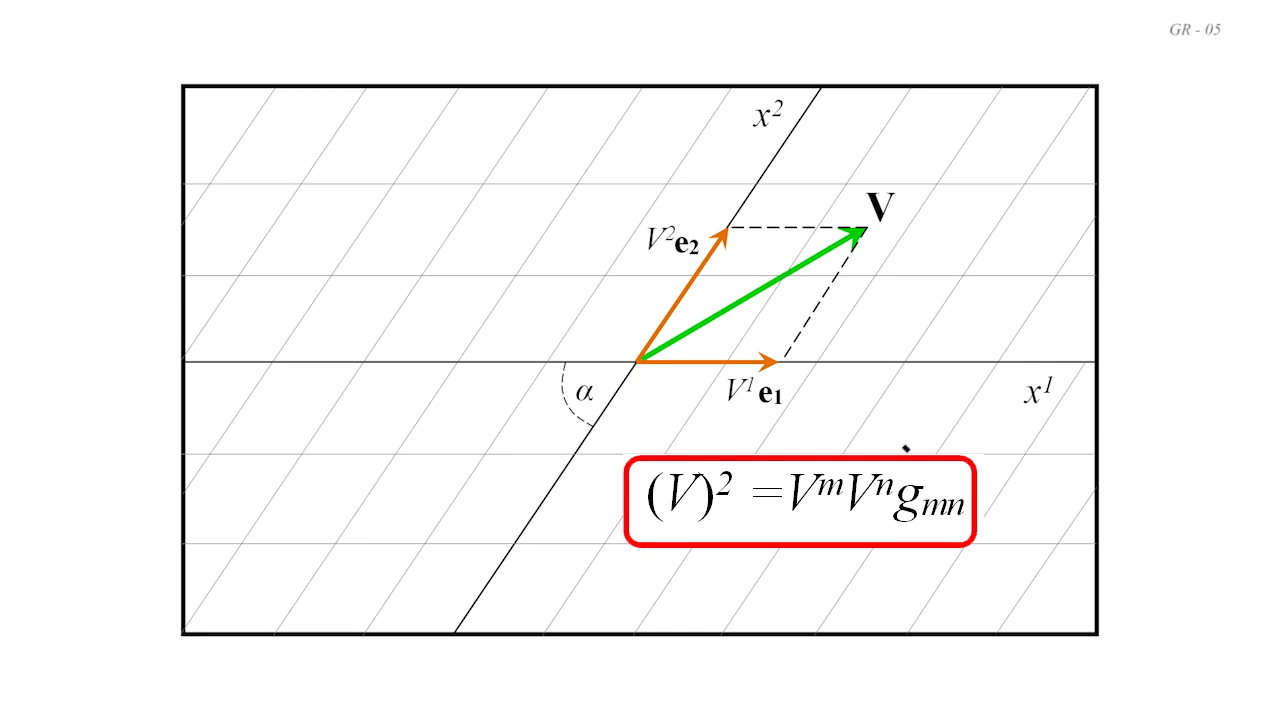 GR - 05
x²
V
V²e₂
α
V¹e₁
x¹
(V)² =VᵐVⁿgₘₙ